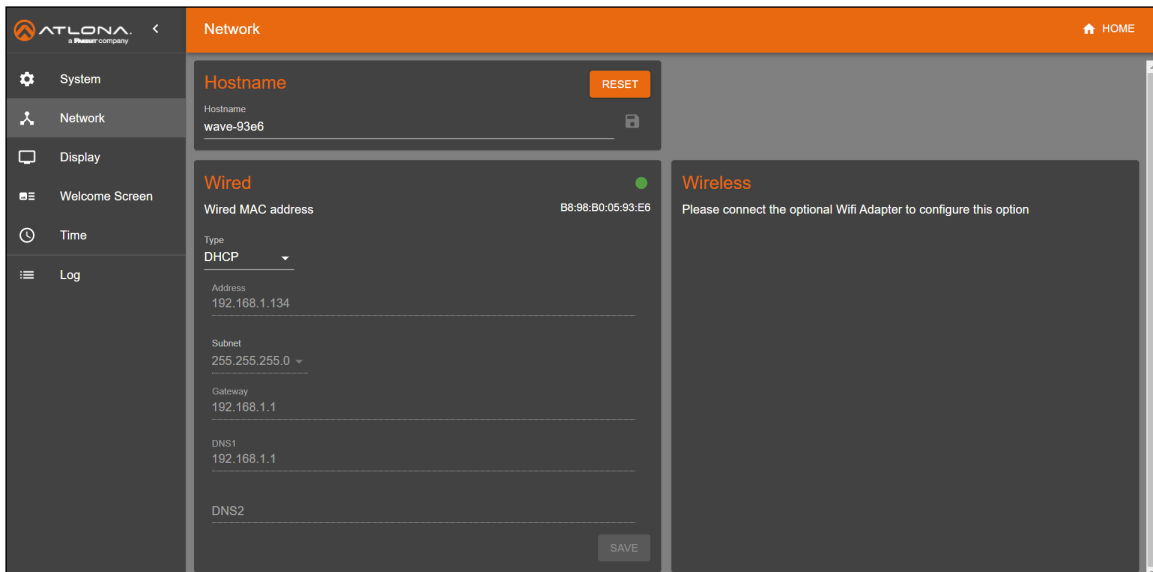 ATLONA.
a Panduit company
Network
HOME
System
Network
Display
Welcome Screen
Time
Log
Hostname
RESET
Hostname
wave-93e6
Wired
Wired MAC address
B8:98:B0:05:93:E6
Type
DHCP
Address
192.168.1.134
Subnet
255.255.255.0
Gateway
192.168.1.1
DNS1
192.168.1.1
DNS2
SAVE
Wireless
Please connect the optional Wifi Adapter to configure this option